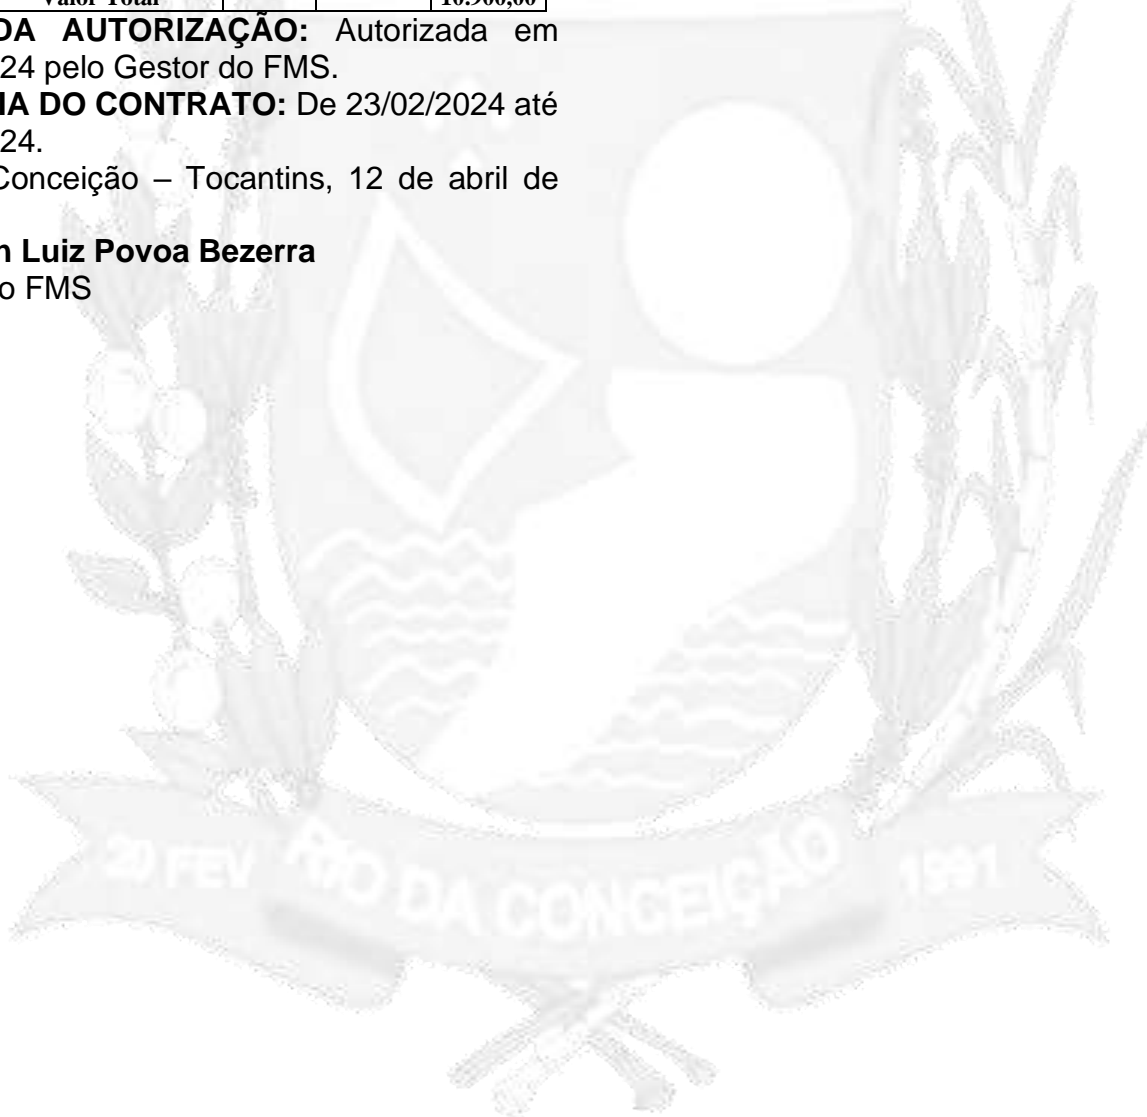 Valor Total 10.900,00
DA AUTORIZAÇÃO: Autorizada em
24 pelo Gestor do FMS.
IA DO CONTRATO: De 23/02/2024 até
24.
Conceição – Tocantins, 12 de abril de
n Luiz Povoa Bezerra
o FMS
20 FEV RIO DA CONCEIÇÃO 1991